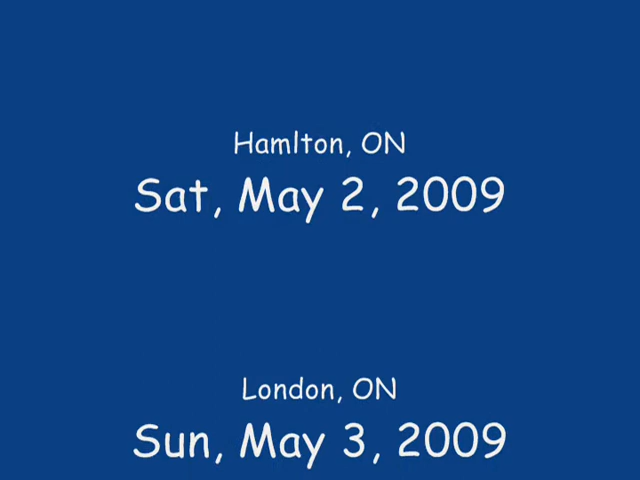 Hamlton, ON
Sat, May 2, 2009
London, ON
Sun, May 3, 2009